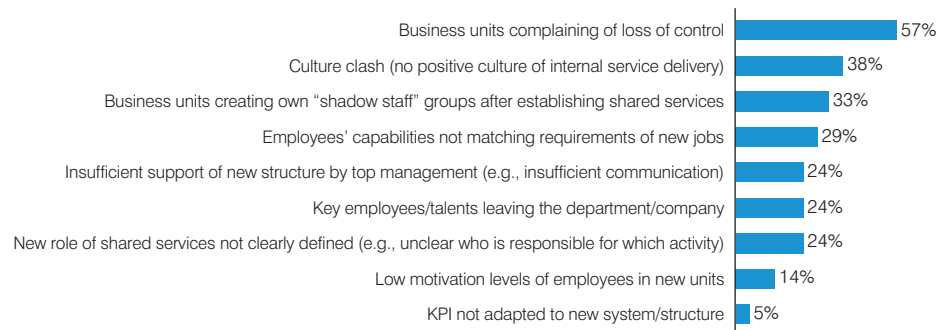 Business units complaining of loss of control 57%
Culture clash (no positive culture of internal service delivery) 38%
Business units creating own “shadow staff” groups after establishing shared services 33%
Employees’ capabilities not matching requirements of new jobs 29%
Insufficient support of new structure by top management (e.g., insufficient communication) 24%
Key employees/talents leaving the department/company 24%
New role of shared services not clearly defined (e.g., unclear who is responsible for which activity) 24%
Low motivation levels of employees in new units 14%
KPI not adapted to new system/structure 5%